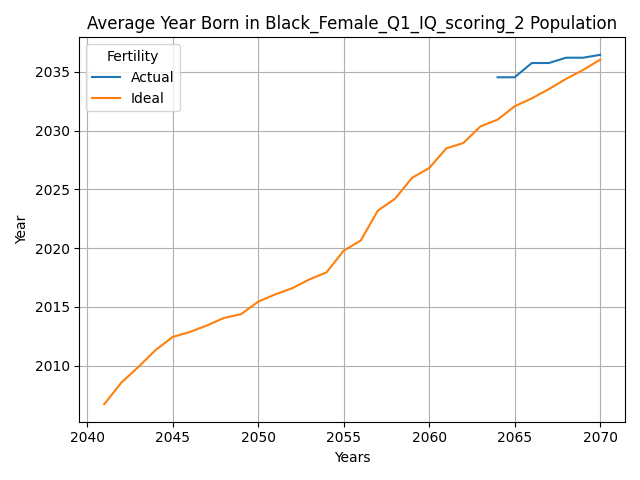 Average Year Born in Black_Female_Q1_IQ_scoring_2 Population
Fertility
Actual
Ideal
2035
2030
2025
2020
2015
2010
Year
2040 2045 2050 2055 2060 2065 2070
Years